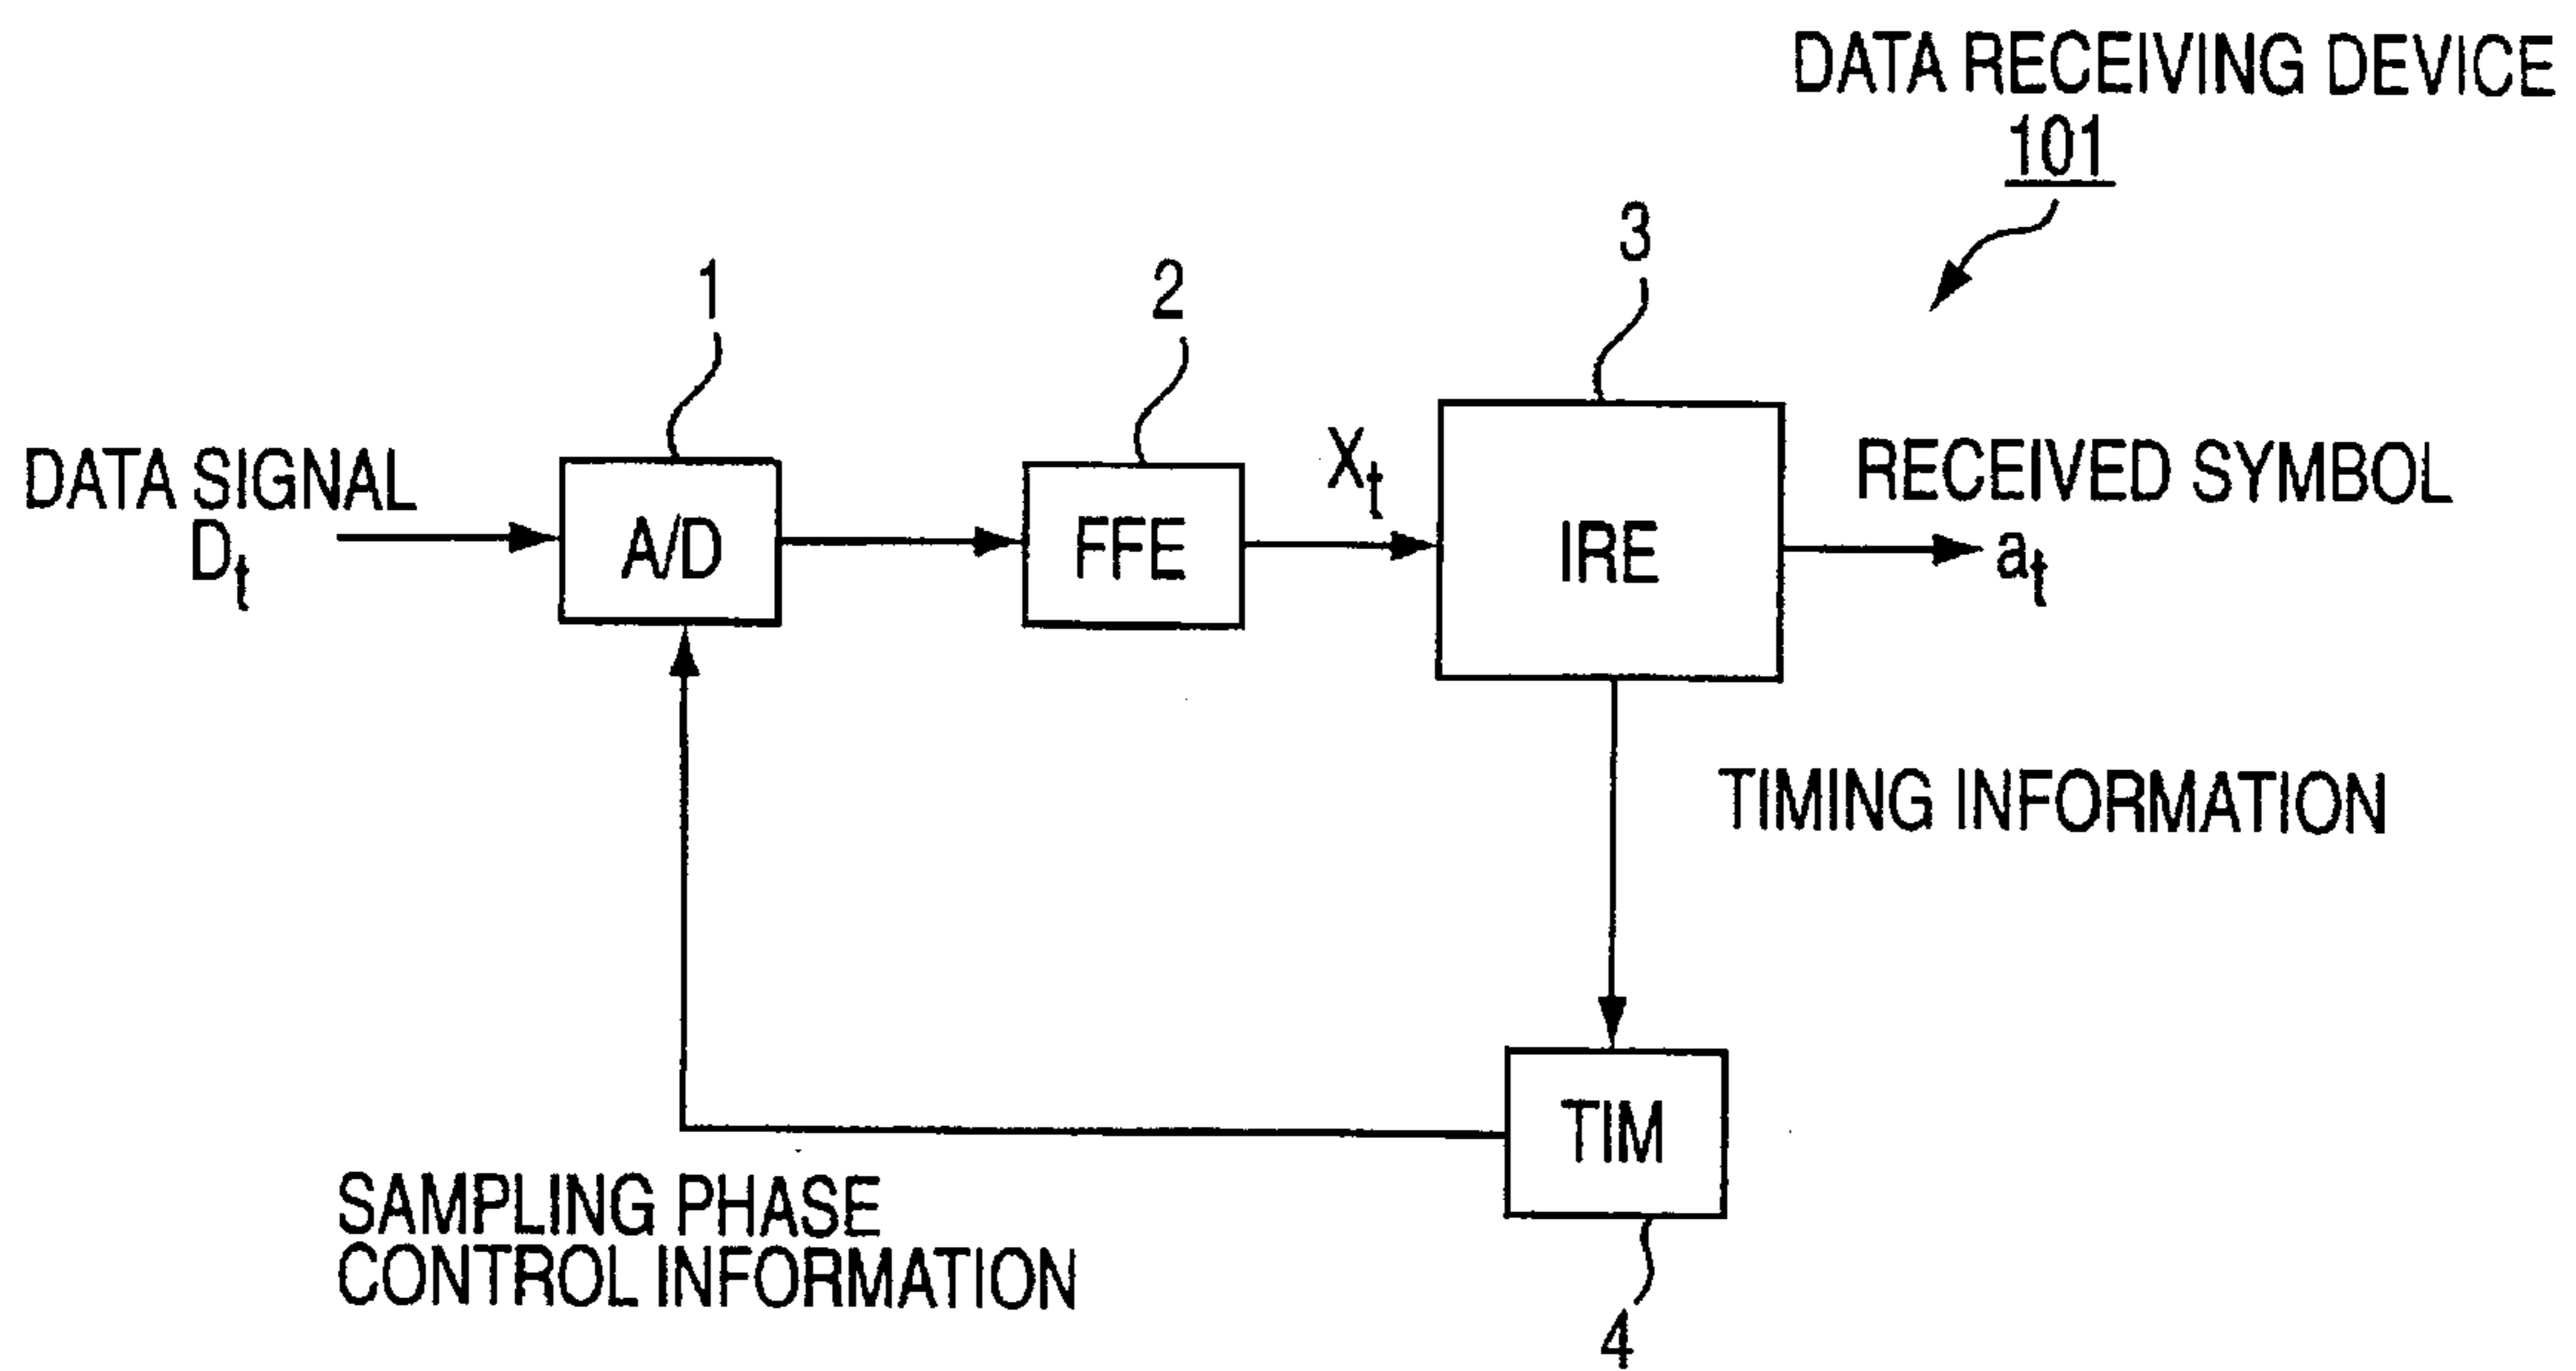 DATA RECEIVING DEVICE
101
3
1
2
DATA SIGNAL
Dt
A/D
FFE
Xt
IRE
RECEIVED SYMBOL
at
TIMING INFORMATION
TIM
SAMPLING PHASE
CONTROL INFORMATION
4